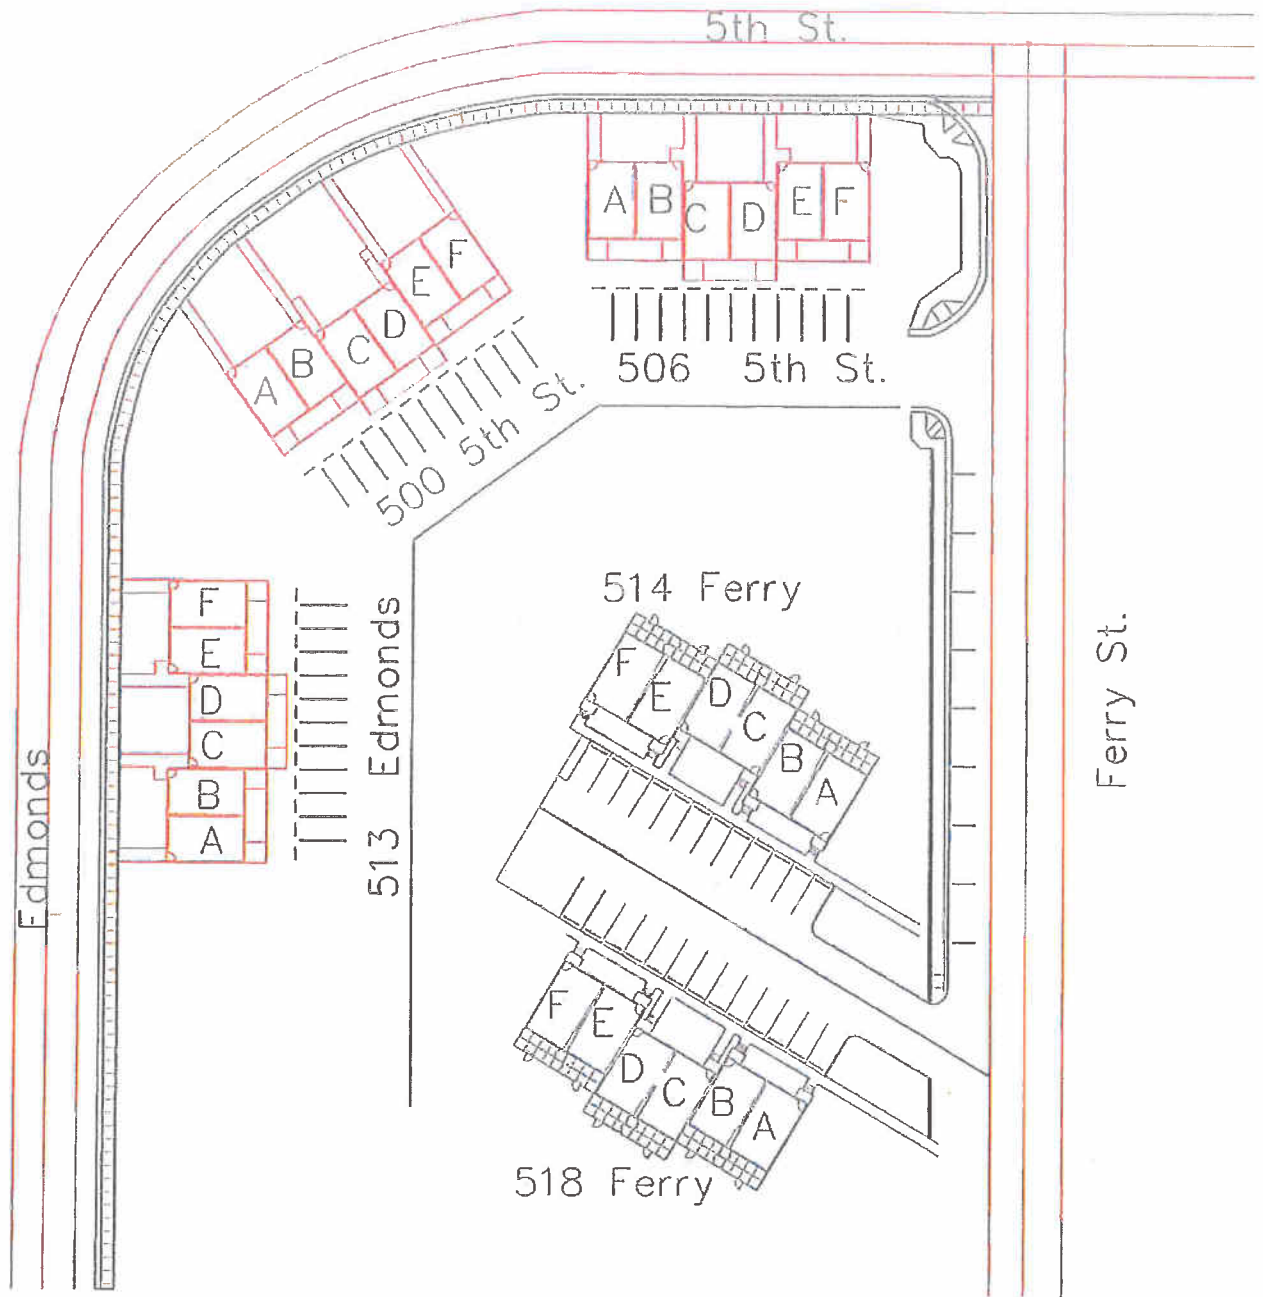 5th St.
A B C D E F
506 5th St.
A B C D E F
500 5th St.
F
E
D
C
B
A
513 Edmonds
Edmonds
514 Ferry
F E D C B A
Ferry St.
F E D C B A
518 Ferry